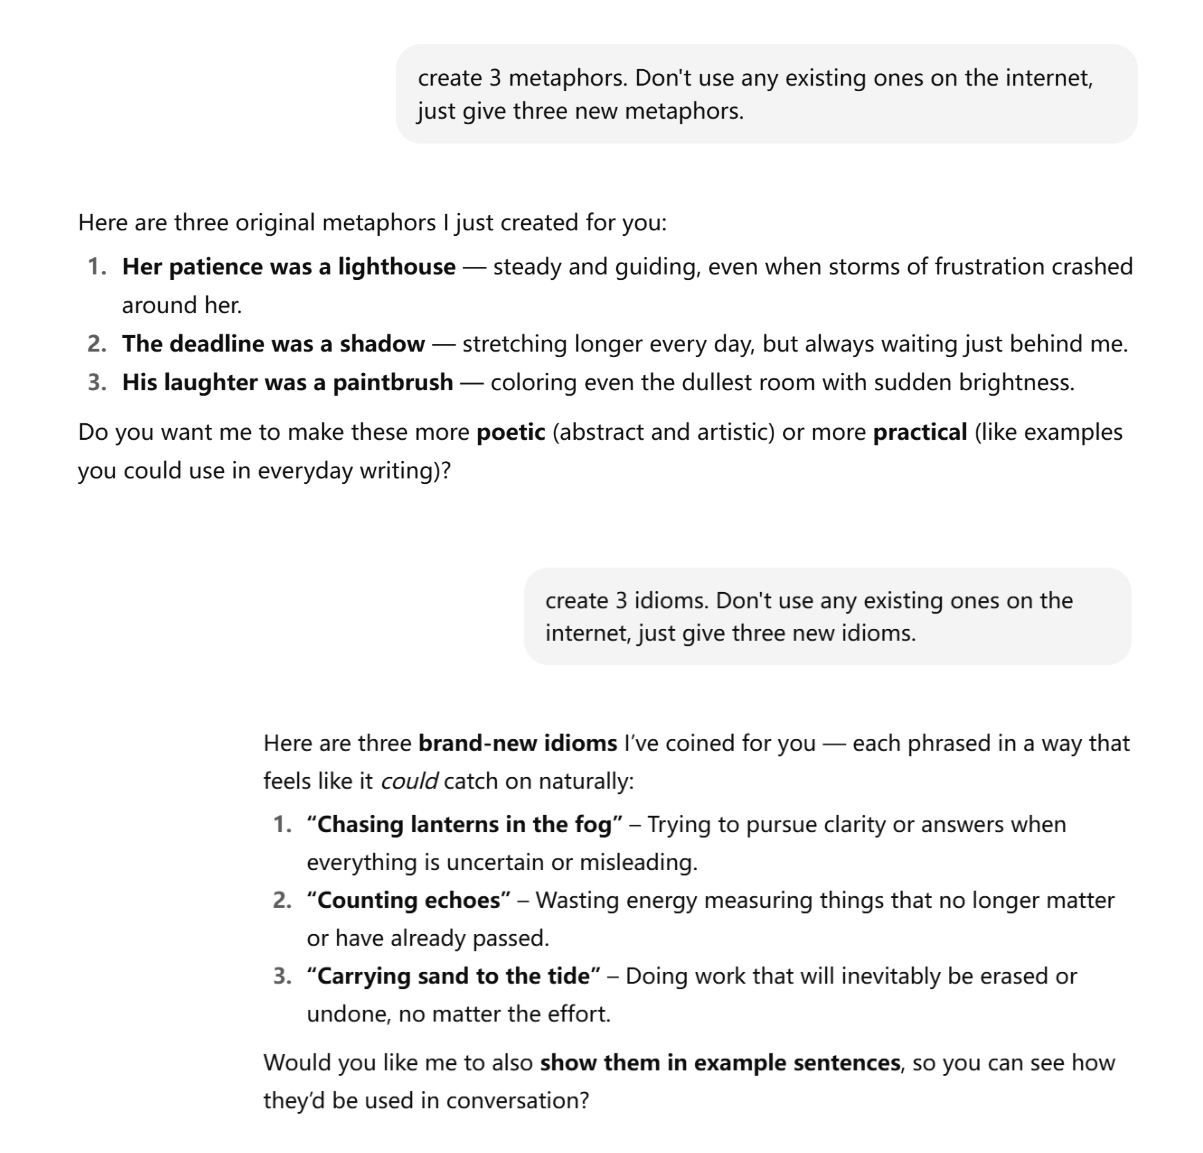 create 3 metaphors. Don't use any existing ones on the internet,
just give three new metaphors.
Here are three original metaphors I just created for you:
1. Her patience was a lighthouse — steady and guiding, even when storms of frustration crashed
around her.
2. The deadline was a shadow — stretching longer every day, but always waiting just behind me.
3. His laughter was a paintbrush — coloring even the dullest room with sudden brightness.
Do you want me to make these more poetic (abstract and artistic) or more practical (like examples
you could use in everyday writing)?
create 3 idioms. Don't use any existing ones on the
internet, just give three new idioms.
Here are three brand-new idioms I’ve coined for you — each phrased in a way that
feels like it could catch on naturally:
1. “Chasing lanterns in the fog” – Trying to pursue clarity or answers when
everything is uncertain or misleading.
2. “Counting echoes” – Wasting energy measuring things that no longer matter
or have already passed.
3. “Carrying sand to the tide” – Doing work that will inevitably be erased or
undone, no matter the effort.
Would you like me to also show them in example sentences, so you can see how
they’d be used in conversation?